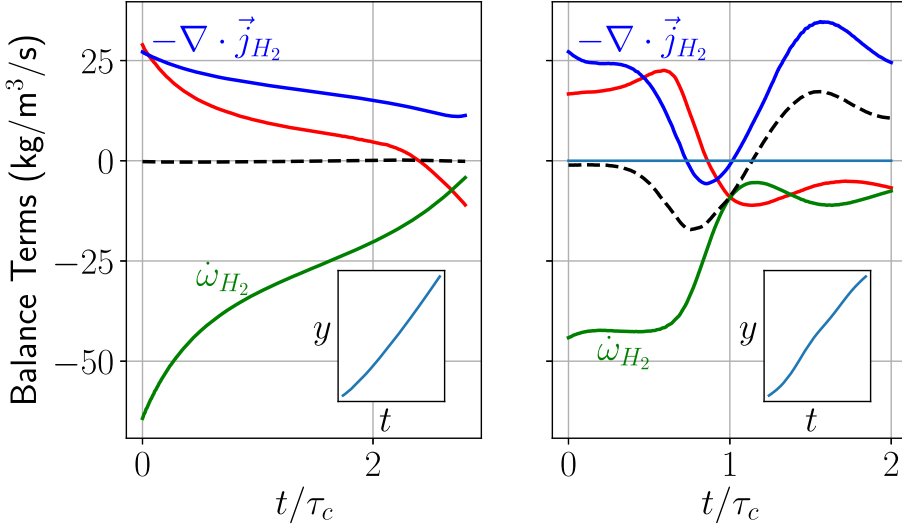 Balance Terms (kg/m³/s)
25
0
−25
−50
−∇ · j⃗_{H₂}
ω̇_{H₂}
y
t
0
2
t/τ_c
−∇ · j⃗_{H₂}
ω̇_{H₂}
y
t
0
1
2
t/τ_c